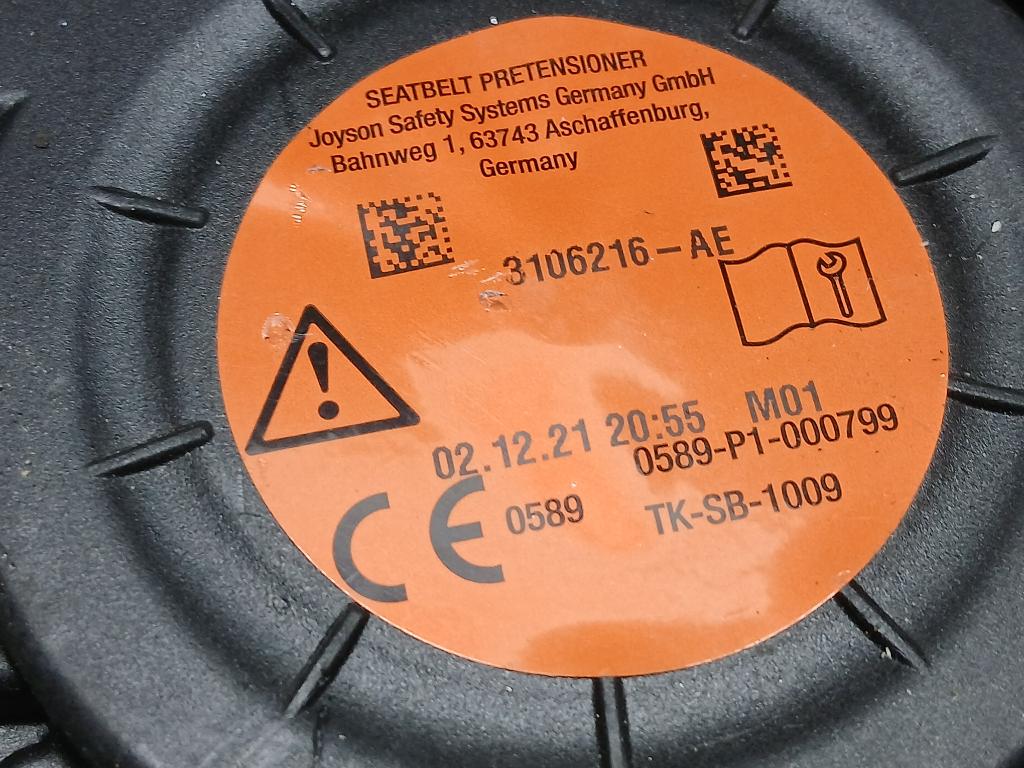 SEATBELT PRETENSIONER
Joyson Safety Systems Germany GmbH
Bahnweg 1, 63743 Aschaffenburg,
Germany
3106216-AE
02.12.21 20:55 M01
0589-P1-000799
CE 0589 TK-SB-1009